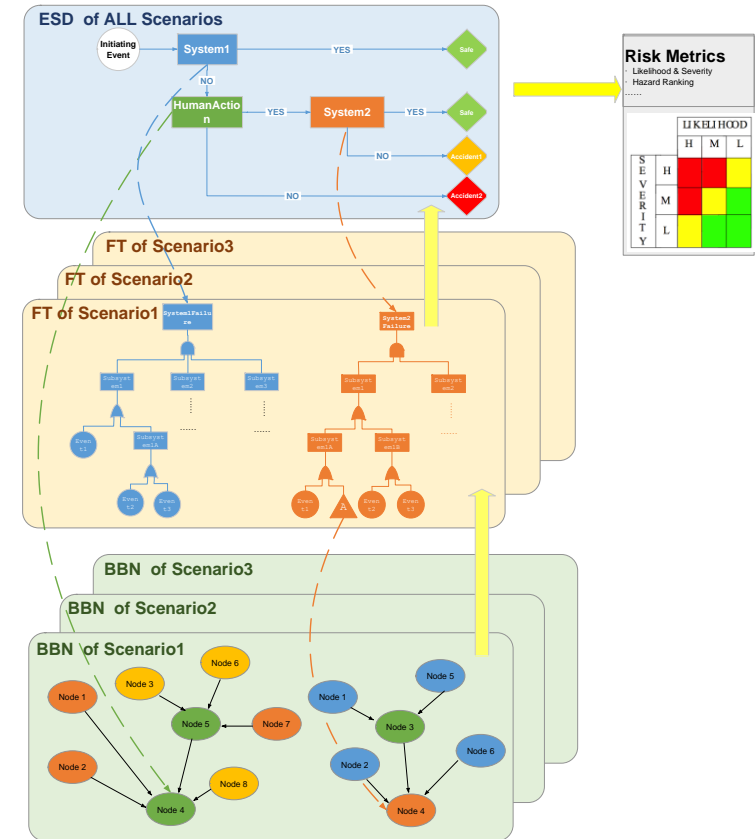 ESD of ALL Scenarios
Initiating
Event
System1
YES
Safe
NO
HumanActio
n
YES
System2
YES
Safe
NO
Accident1
NO
Accident2
Risk Metrics
· Likelihood & Severity
· Hazard Ranking
......
LIKELIHOOD
H M L
S
E
V
E
R
I
T
Y
H
M
L
FT of Scenario3
FT of Scenario2
FT of Scenario1
System1Failu
re
System2
Failure
Subsyst
em1
Subsyst
em2
Subsyst
em3
Subsyst
em1
Subsyst
em2
......
......
......
Even
t1
Subsyst
em1A
Subsyst
em1A
Subsyst
em1B
Even
t2
Even
t3
Even
t1
A
Even
t2
Even
t3
BBN of Scenario3
BBN of Scenario2
BBN of Scenario1
Node 6
Node 3
Node 1
Node 5
Node 7
Node 2
Node 8
Node 4
Node 5
Node 1
Node 3
Node 6
Node 2
Node 4